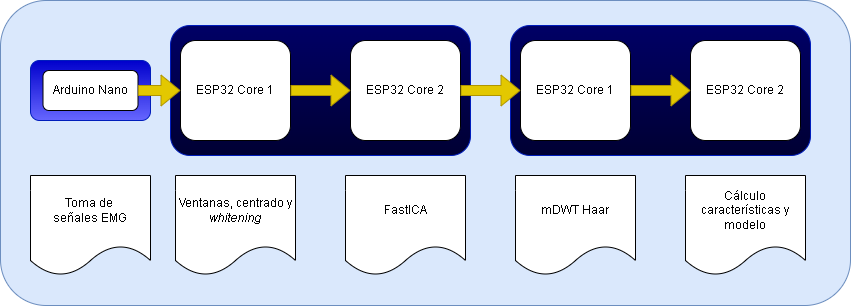 Arduino Nano
ESP32 Core 1
ESP32 Core 2
ESP32 Core 1
ESP32 Core 2
Toma de
señales EMG
Ventanas, centrado y
whitening
FastICA
mDWT Haar
Cálculo
características y
modelo